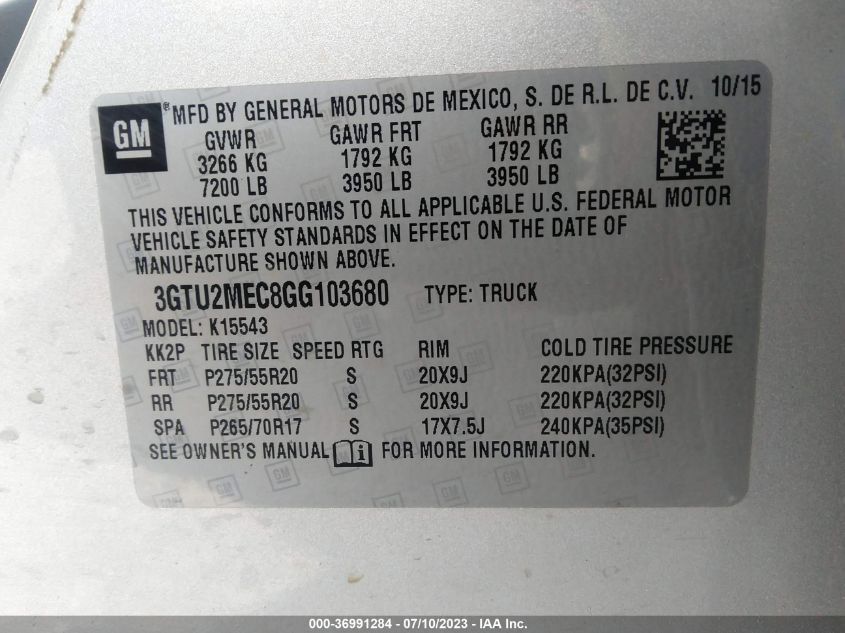 GM ® MFD BY GENERAL MOTORS DE MEXICO, S. DE R.L. DE C.V. 10/15
GVWR GAWR FRT GAWR RR
3266 KG 1792 KG 1792 KG
7200 LB 3950 LB 3950 LB
THIS VEHICLE CONFORMS TO ALL APPLICABLE U.S. FEDERAL MOTOR
VEHICLE SAFETY STANDARDS IN EFFECT ON THE DATE OF
MANUFACTURE SHOWN ABOVE.
3GTU2MEC8GG103680 TYPE: TRUCK
MODEL: K15543
KK2P TIRE SIZE SPEED RTG RIM COLD TIRE PRESSURE
FRT P275/55R20 S 20X9J 220KPA(32PSI)
RR P275/55R20 S 20X9J 220KPA(32PSI)
SPA P265/70R17 S 17X7.5J 240KPA(35PSI)
SEE OWNER'S MANUAL i FOR MORE INFORMATION.
000-36991284 - 07/10/2023 - IAA Inc.